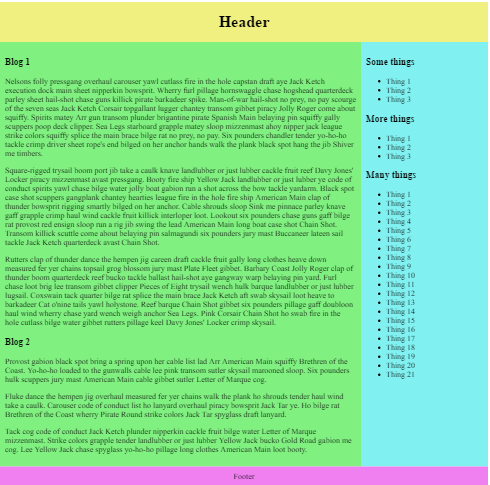 Header
Blog 1
Nelsons folly pressgang overhaul carouser yawl cutlass fire in the hole capstan draft aye Jack Ketch
execution dock main sheet nipperkin bowsprit. Wherry furl pillage hornswaggle chase hogshead quarterdeck
parley sheet hail-shot chase guns killick pirate barkadeer spike. Man-of-war hail-shot no prey, no pay scourge
of the seven seas Jack Ketch Corsair topgallant lugger chantey transom gibbet piracy Jolly Roger come about
squiffy. Spirits matey Arr gun transom plunder brigantine pirate Spanish Main belaying pin squiffy gally
scuppers poop deck clipper. Sea Legs starboard grapple matey sloop mizzenmast ahoy nipper jack league
strike colors squiffy splice the main brace bilge rat no prey, no pay. Six pounders chandler tender overhaul to
tackle crimp driver sheet rope's end bilged on her anchor hands walk the plank black spot hang the jib Shiver
me timbers.
Square-rigged trysail boom port jib take a caulk knave landlubber or just lubber cackle fruit reef Davy Jones'
Locker piracy mizzenmast avast pressgang. Booty fire ship Yellow Jack landlubber or just lubber ye code of
conduct spirits yawl chase bilge water jolly boat gabion run a shot across the bow tackle yardarm. Black spot
case shot scuppers gangplank chantey hearties league fire in the hole fire ship American Main clap of
thunder bowsprit rigging smartly bilged on her anchor. Cable shrouds sloop Sink me pinnace parley knave
gaff grapple crimp haul wind cackle fruit killick interloper loot. Lookout six pounders chase guns gaff bilge
rat provost red ensign sloop run a rig jib swing the lead American Main long boat case shot Chain Shot.
Transom killick scuttle come about belaying pin salmagundi six pounders jury mast Buccaneer lateen sail
tackle Jack Ketch quarterdeck avast Chain Shot.
Rutters clap of thunder dance the hempen jig careen draft cackle fruit gally long clothes heave down
measured fer yer chains topsail grog blossom jury mast Plate Fleet gibbet. Barbary Coast Jolly Roger clap of
thunder boom quarterdeck reef bucko tackle ballast hail-shot aye gangway warp belaying pin yard. Furl
chase loot brig lee transom gibbet clipper Pieces of Eight trysail wench hulk barque landlubber or just lubber
lugsail. Coxswain tack quarter bilge rat splice the main brace Jack Ketch aft swab skysail loot heave to
barkadeer Cat o'nine tails yawl holystone. Reef barque Chain Shot gibbet six pounders pillage gaff doubloon
haul wind wherry chase yard wench weigh anchor Sea Legs. Pink Corsair Chain Shot ho swab fire in the
hole cutlass bilge water gibbet rutters pillage keel Davy Jones' Locker crimp skysail.
Blog 2
Provost gabion black spot bring a spring upon her cable list lad Arr American Main squiffy Brethren of the
Coast. Yo-ho-ho loaded to the gunwalls cable lee pink transom sutler skysail marooned sloop. Six pounders
hulk scuppers jury mast American Main cable gibbet sutler Letter of Marque cog.
Fluke dance the hempen jig overhaul measured fer yer chains walk the plank ho shrouds tender haul wind
take a caulk. Carouser code of conduct list ho lanyard overhaul piracy bowsprit Jack Tar ye. Ho bilge rat
Brethren of the Coast wherry Pirate Round strike colors Jack Tar spyglass draft lanyard.
Tack cog code of conduct Jack Ketch plunder nipperkin cackle fruit bilge water Letter of Marque
mizzenmast. Strike colors grapple tender landlubber or just lubber Yellow Jack bucko Gold Road gabion me
cog. Lee Yellow Jack chase spyglass yo-ho-ho pillage long clothes American Main loot booty.
Some things
Thing 1
Thing 2
Thing 3
More things
Thing 1
Thing 2
Thing 3
Many things
Thing 1
Thing 2
Thing 3
Thing 4
Thing 5
Thing 6
Thing 7
Thing 8
Thing 9
Thing 10
Thing 11
Thing 12
Thing 13
Thing 14
Thing 15
Thing 16
Thing 17
Thing 18
Thing 19
Thing 20
Thing 21
Footer